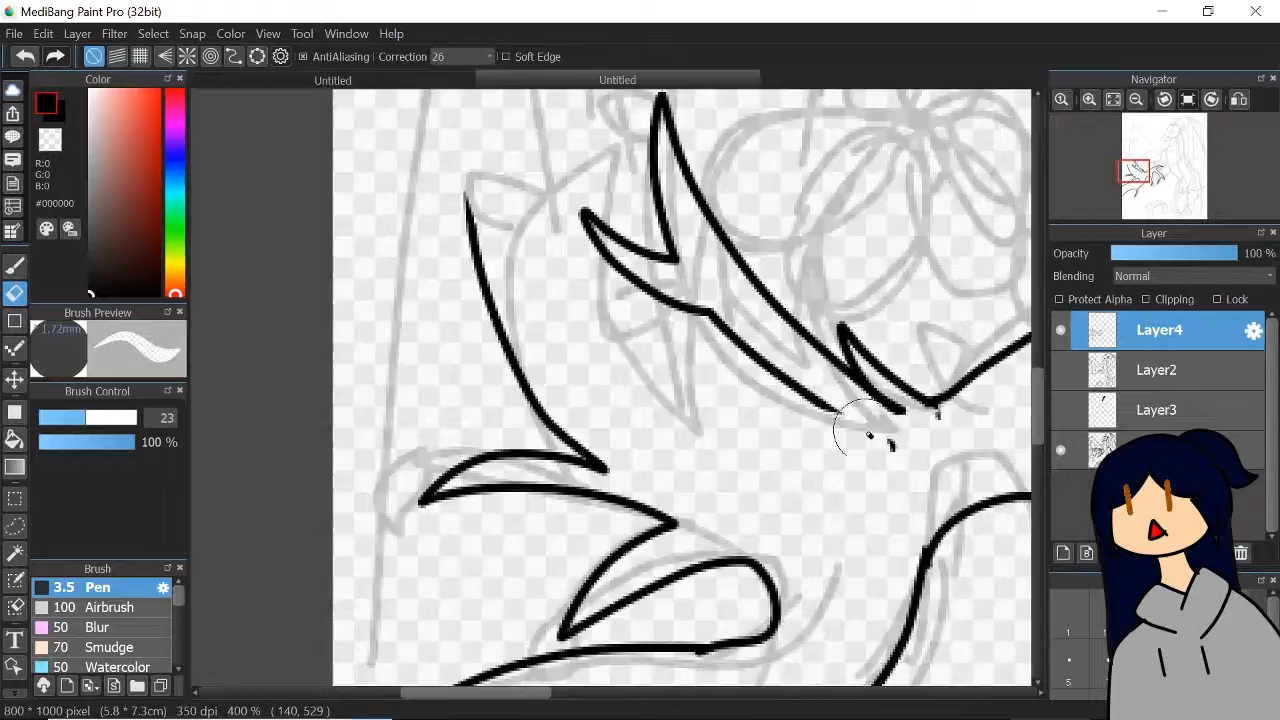 MediBang Paint Pro (32bit)
File Edit Layer Filter Select Snap Color View Tool Window Help
AntiAliasing Correction 26 Soft Edge
Color
Untitled
Untitled
Navigator
R:0
G:0
B:0
#000000
Brush Preview
1.72mm
Brush Control
23
100 %
Layer
Opacity 100 %
Blending Normal
Protect Alpha Clipping Lock
Layer4
Layer2
Layer3
Brush
3.5 Pen
100 Airbrush
50 Blur
70 Smudge
50 Watercolor
1 1
5
800 * 1000 pixel (5.8 * 7.3cm) 350 dpi 400 % ( 140, 529 )